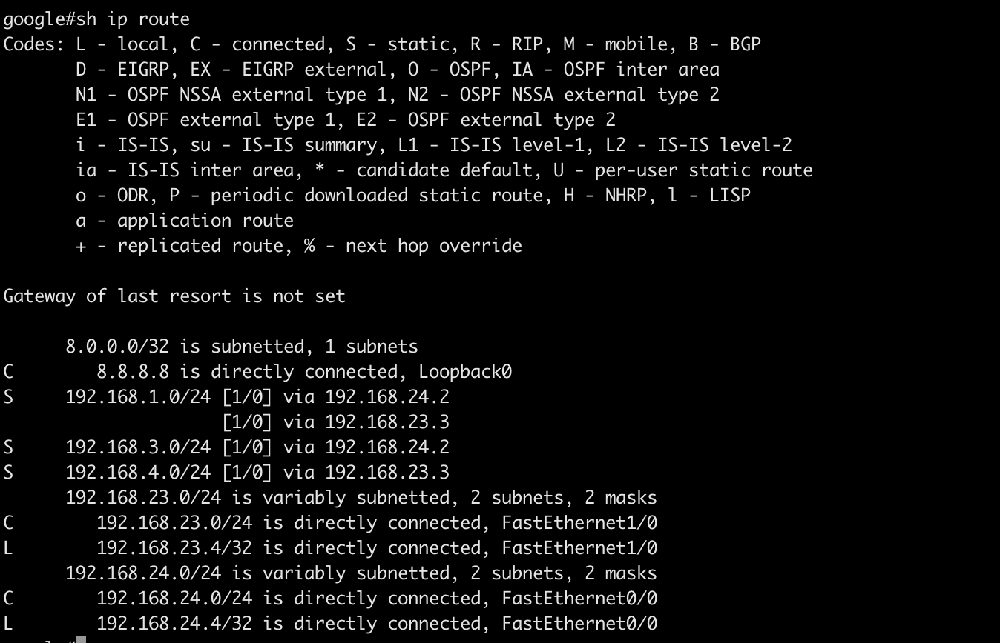 google#sh ip route
Codes: L - local, C - connected, S - static, R - RIP, M - mobile, B - BGP
       D - EIGRP, EX - EIGRP external, O - OSPF, IA - OSPF inter area
       N1 - OSPF NSSA external type 1, N2 - OSPF NSSA external type 2
       E1 - OSPF external type 1, E2 - OSPF external type 2
       i - IS-IS, su - IS-IS summary, L1 - IS-IS level-1, L2 - IS-IS level-2
       ia - IS-IS inter area, * - candidate default, U - per-user static route
       o - ODR, P - periodic downloaded static route, H - NHRP, l - LISP
       a - application route
       + - replicated route, % - next hop override

Gateway of last resort is not set

      8.0.0.0/32 is subnetted, 1 subnets
C        8.8.8.8 is directly connected, Loopback0
S     192.168.1.0/24 [1/0] via 192.168.24.2
                     [1/0] via 192.168.23.3
S     192.168.3.0/24 [1/0] via 192.168.24.2
S     192.168.4.0/24 [1/0] via 192.168.23.3
      192.168.23.0/24 is variably subnetted, 2 subnets, 2 masks
C        192.168.23.0/24 is directly connected, FastEthernet1/0
L        192.168.23.4/32 is directly connected, FastEthernet1/0
      192.168.24.0/24 is variably subnetted, 2 subnets, 2 masks
C        192.168.24.0/24 is directly connected, FastEthernet0/0
L        192.168.24.4/32 is directly connected, FastEthernet0/0